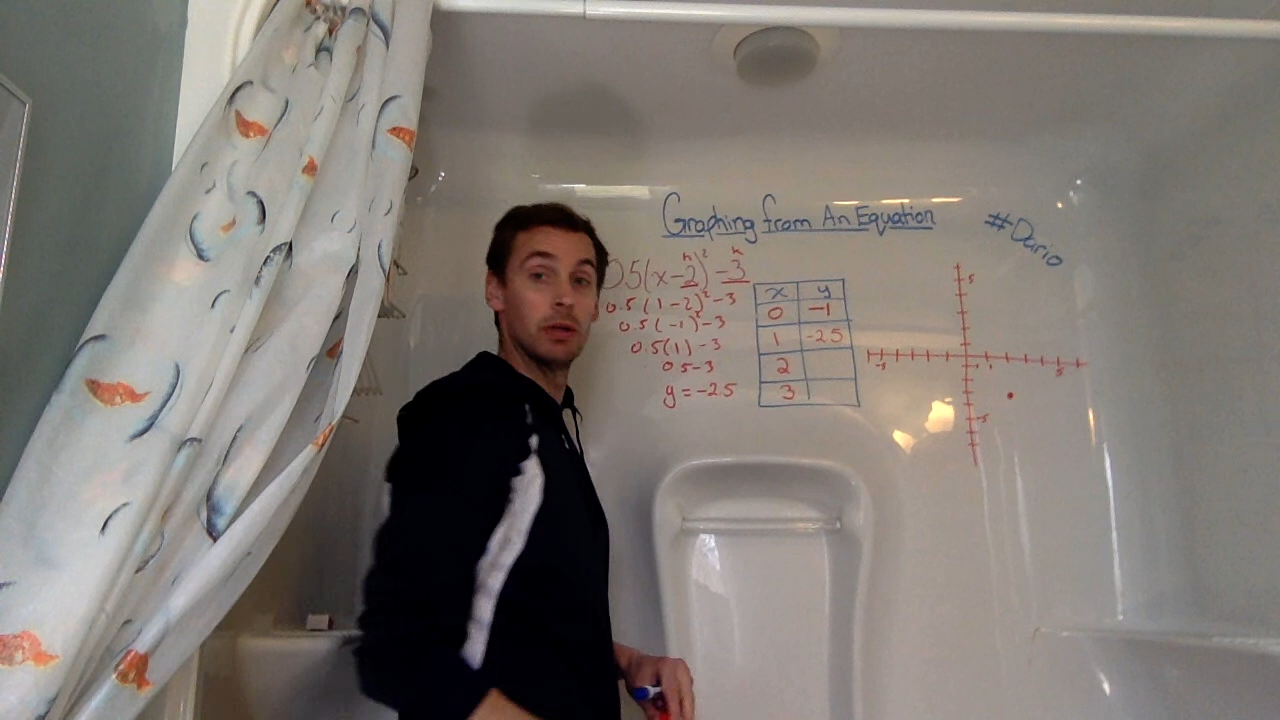 Graphing from An Equation
#Dario
0.5(x-2)² -3
h k
0.5(1-2)²-3
0.5(-1)²-3
0.5(1)-3
0.5-3
y=-2.5
x y
0 -1
1 -2.5
2
3
5
-5 1 5
-5